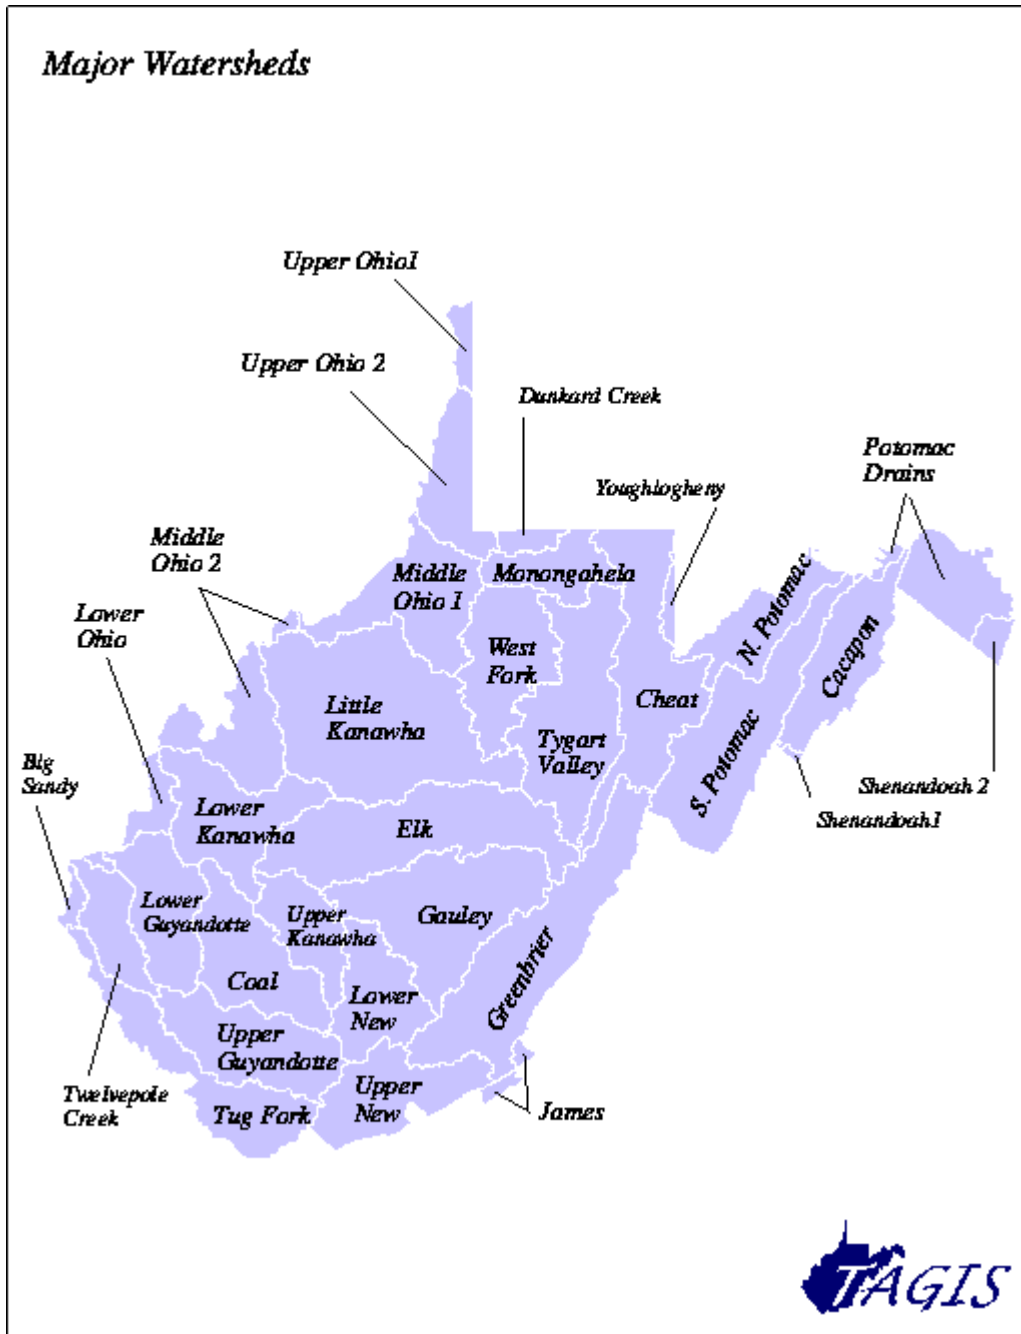 Major Watersheds
Upper Ohio1
Upper Ohio 2
Dunkard Creek
Potomac
Drains
Youghiogheny
Middle
Ohio 2
Middle
Ohio 1
Monongahela
N. Potomac
Lower
Ohio
West
Fork
Cacapon
Little
Kanawha
Cheat
Tygart
Valley
S. Potomac
Big
Sandy
Shenandoah 2
Shenandoah1
Lower
Kanawha
Elk
Lower
Guyandotte
Upper
Kanawha
Gauley
Greenbrier
Coal
Lower
New
Upper
Guyandotte
Twelvepole
Creek
Upper
New
Tug Fork
James
TAGIS